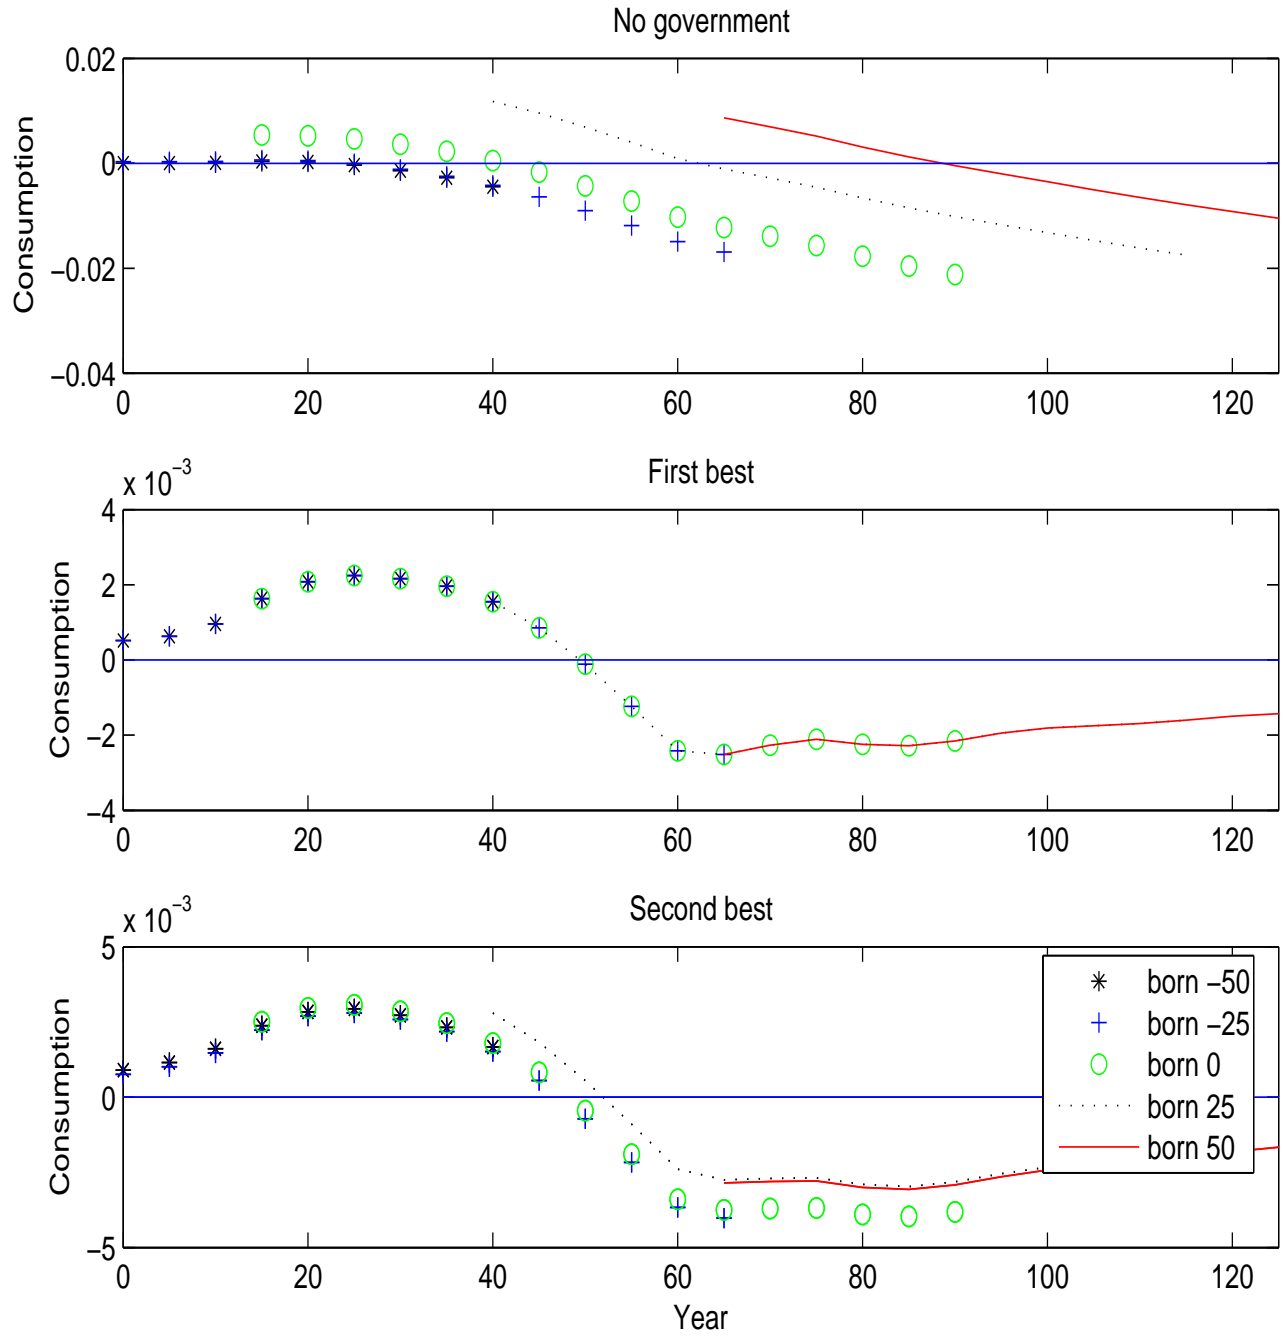 No government
0.02
0
−0.02
−0.04
Consumption
0 20 40 60 80 100 120
First best
x 10−3
4
2
0
−2
−4
Consumption
0 20 40 60 80 100 120
Second best
x 10−3
5
0
−5
Consumption
born −50
born −25
born 0
born 25
born 50
0 20 40 60 80 100 120
Year